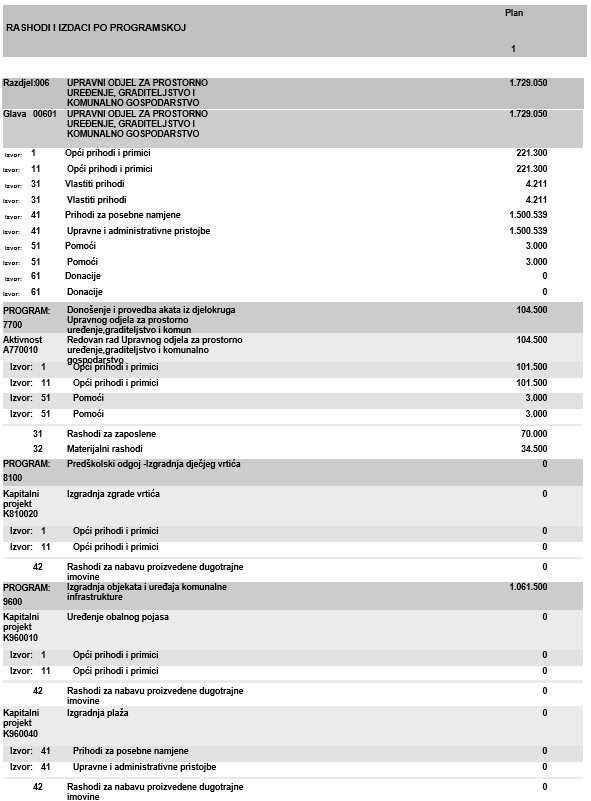 Plan
RASHODI I IZDACI PO PROGRAMSKOJ
1
Razdjel:006 UPRAVNI ODJEL ZA PROSTORNO 1.729.050
UREĐENJE, GRADITELJSTVO I
KOMUNALNO GOSPODARSTVO
Glava 00601 UPRAVNI ODJEL ZA PROSTORNO 1.729.050
UREĐENJE, GRADITELJSTVO I
KOMUNALNO GOSPODARSTVO
Izvor: 1 Opći prihodi i primici 221.300
Izvor: 11 Opći prihodi i primici 221.300
Izvor: 31 Vlastiti prihodi 4.211
Izvor: 31 Vlastiti prihodi 4.211
Izvor: 41 Prihodi za posebne namjene 1.500.539
Izvor: 41 Upravne i administrativne pristojbe 1.500.539
Izvor: 51 Pomoći 3.000
Izvor: 51 Pomoći 3.000
Izvor: 61 Donacije 0
Izvor: 61 Donacije 0
PROGRAM: Donošenje i provedba akata iz djelokruga 104.500
7700 Upravnog odjela za prostorno
uređenje,graditeljstvo i komun
Aktivnost Redovan rad Upravnog odjela za prostorno 104.500
A770010 uređenje,graditeljstvo i komunalno
gospodarstvo
Izvor: 1 Opći prihodi i primici 101.500
Izvor: 11 Opći prihodi i primici 101.500
Izvor: 51 Pomoći 3.000
Izvor: 51 Pomoći 3.000
31 Rashodi za zaposlene 70.000
32 Materijalni rashodi 34.500
PROGRAM: Predškolski odgoj -Izgradnja dječjeg vrtića 0
8100
Kapitalni Izgradnja zgrade vrtića 0
projekt
K810020
Izvor: 1 Opći prihodi i primici 0
Izvor: 11 Opći prihodi i primici 0
42 Rashodi za nabavu proizvedene dugotrajne 0
imovine
PROGRAM: Izgradnja objekata i uređaja komunalne 1.061.500
9600 infrastrukture
Kapitalni Uređenje obalnog pojasa 0
projekt
K960010
Izvor: 1 Opći prihodi i primici 0
Izvor: 11 Opći prihodi i primici 0
42 Rashodi za nabavu proizvedene dugotrajne 0
imovine
Kapitalni Izgradnja plaža 0
projekt
K960040
Izvor: 41 Prihodi za posebne namjene 0
Izvor: 41 Upravne i administrativne pristojbe 0
42 Rashodi za nabavu proizvedene dugotrajne 0
imovine